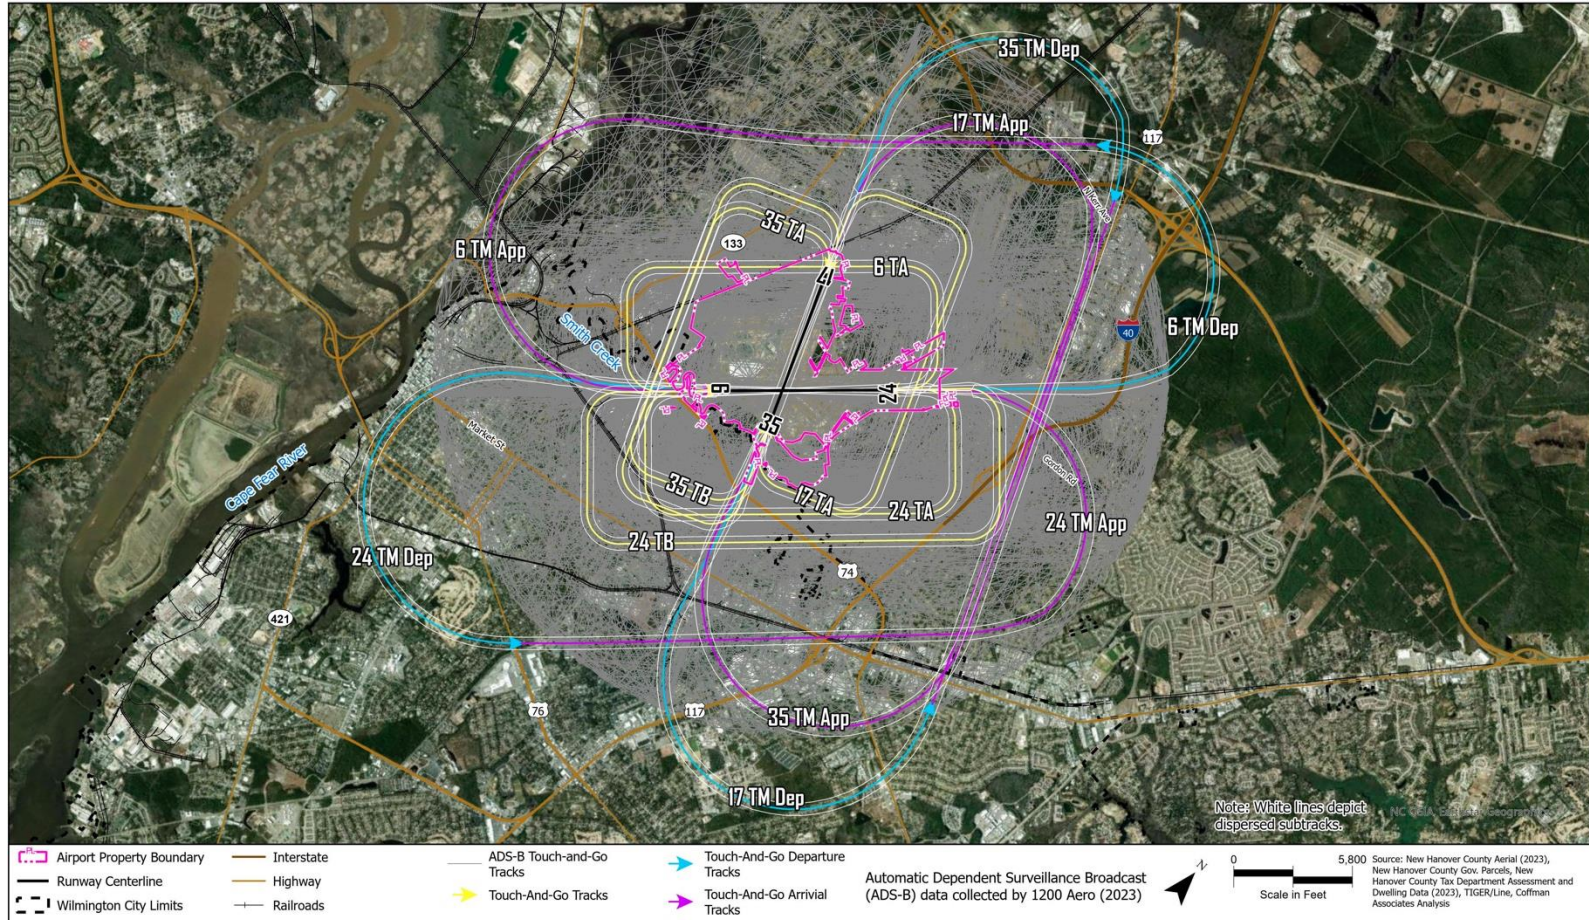 35 TM Dep
17 TM App
117
N Kerr Ave
35 TA
133
6 TA
6 TM App
17
Smith Creek
40
6 TM Dep
6
24
35
Market St
Cape Fear River
Gordon Rd
35 TB
17 TA
24 TA
24 TM App
24 TB
24 TM Dep
74
421
76
117
35 TM App
17 TM Dep
Note: White lines depict
dispersed subtracks.
PL
Airport Property Boundary
Runway Centerline
Wilmington City Limits
Interstate
Highway
Railroads
ADS-B Touch-and-Go
Tracks
Touch-And-Go Tracks
Touch-And-Go Departure
Tracks
Touch-And-Go Arrivial
Tracks
Automatic Dependent Surveillance Broadcast
(ADS-B) data collected by 1200 Aero (2023)
N
0 5,800
Scale in Feet
Source: New Hanover County Aerial (2023),
New Hanover County Gov. Parcels, New
Hanover County Tax Department Assessment and
Dwelling Data (2023), TIGER/Line, Coffman
Associates Analysis